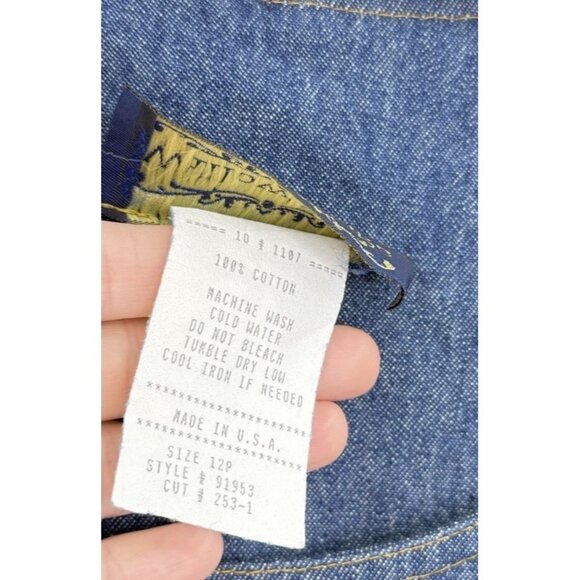 ===== 10 # 1107 =====
100% COTTON
MACHINE WASH
COLD WATER
DO NOT BLEACH
TUMBLE DRY LOW
COOL IRON IF NEEDED
********************
MADE IN U.S.A.
********************
SIZE 12P
STYLE # 91953
CUT # 253-1